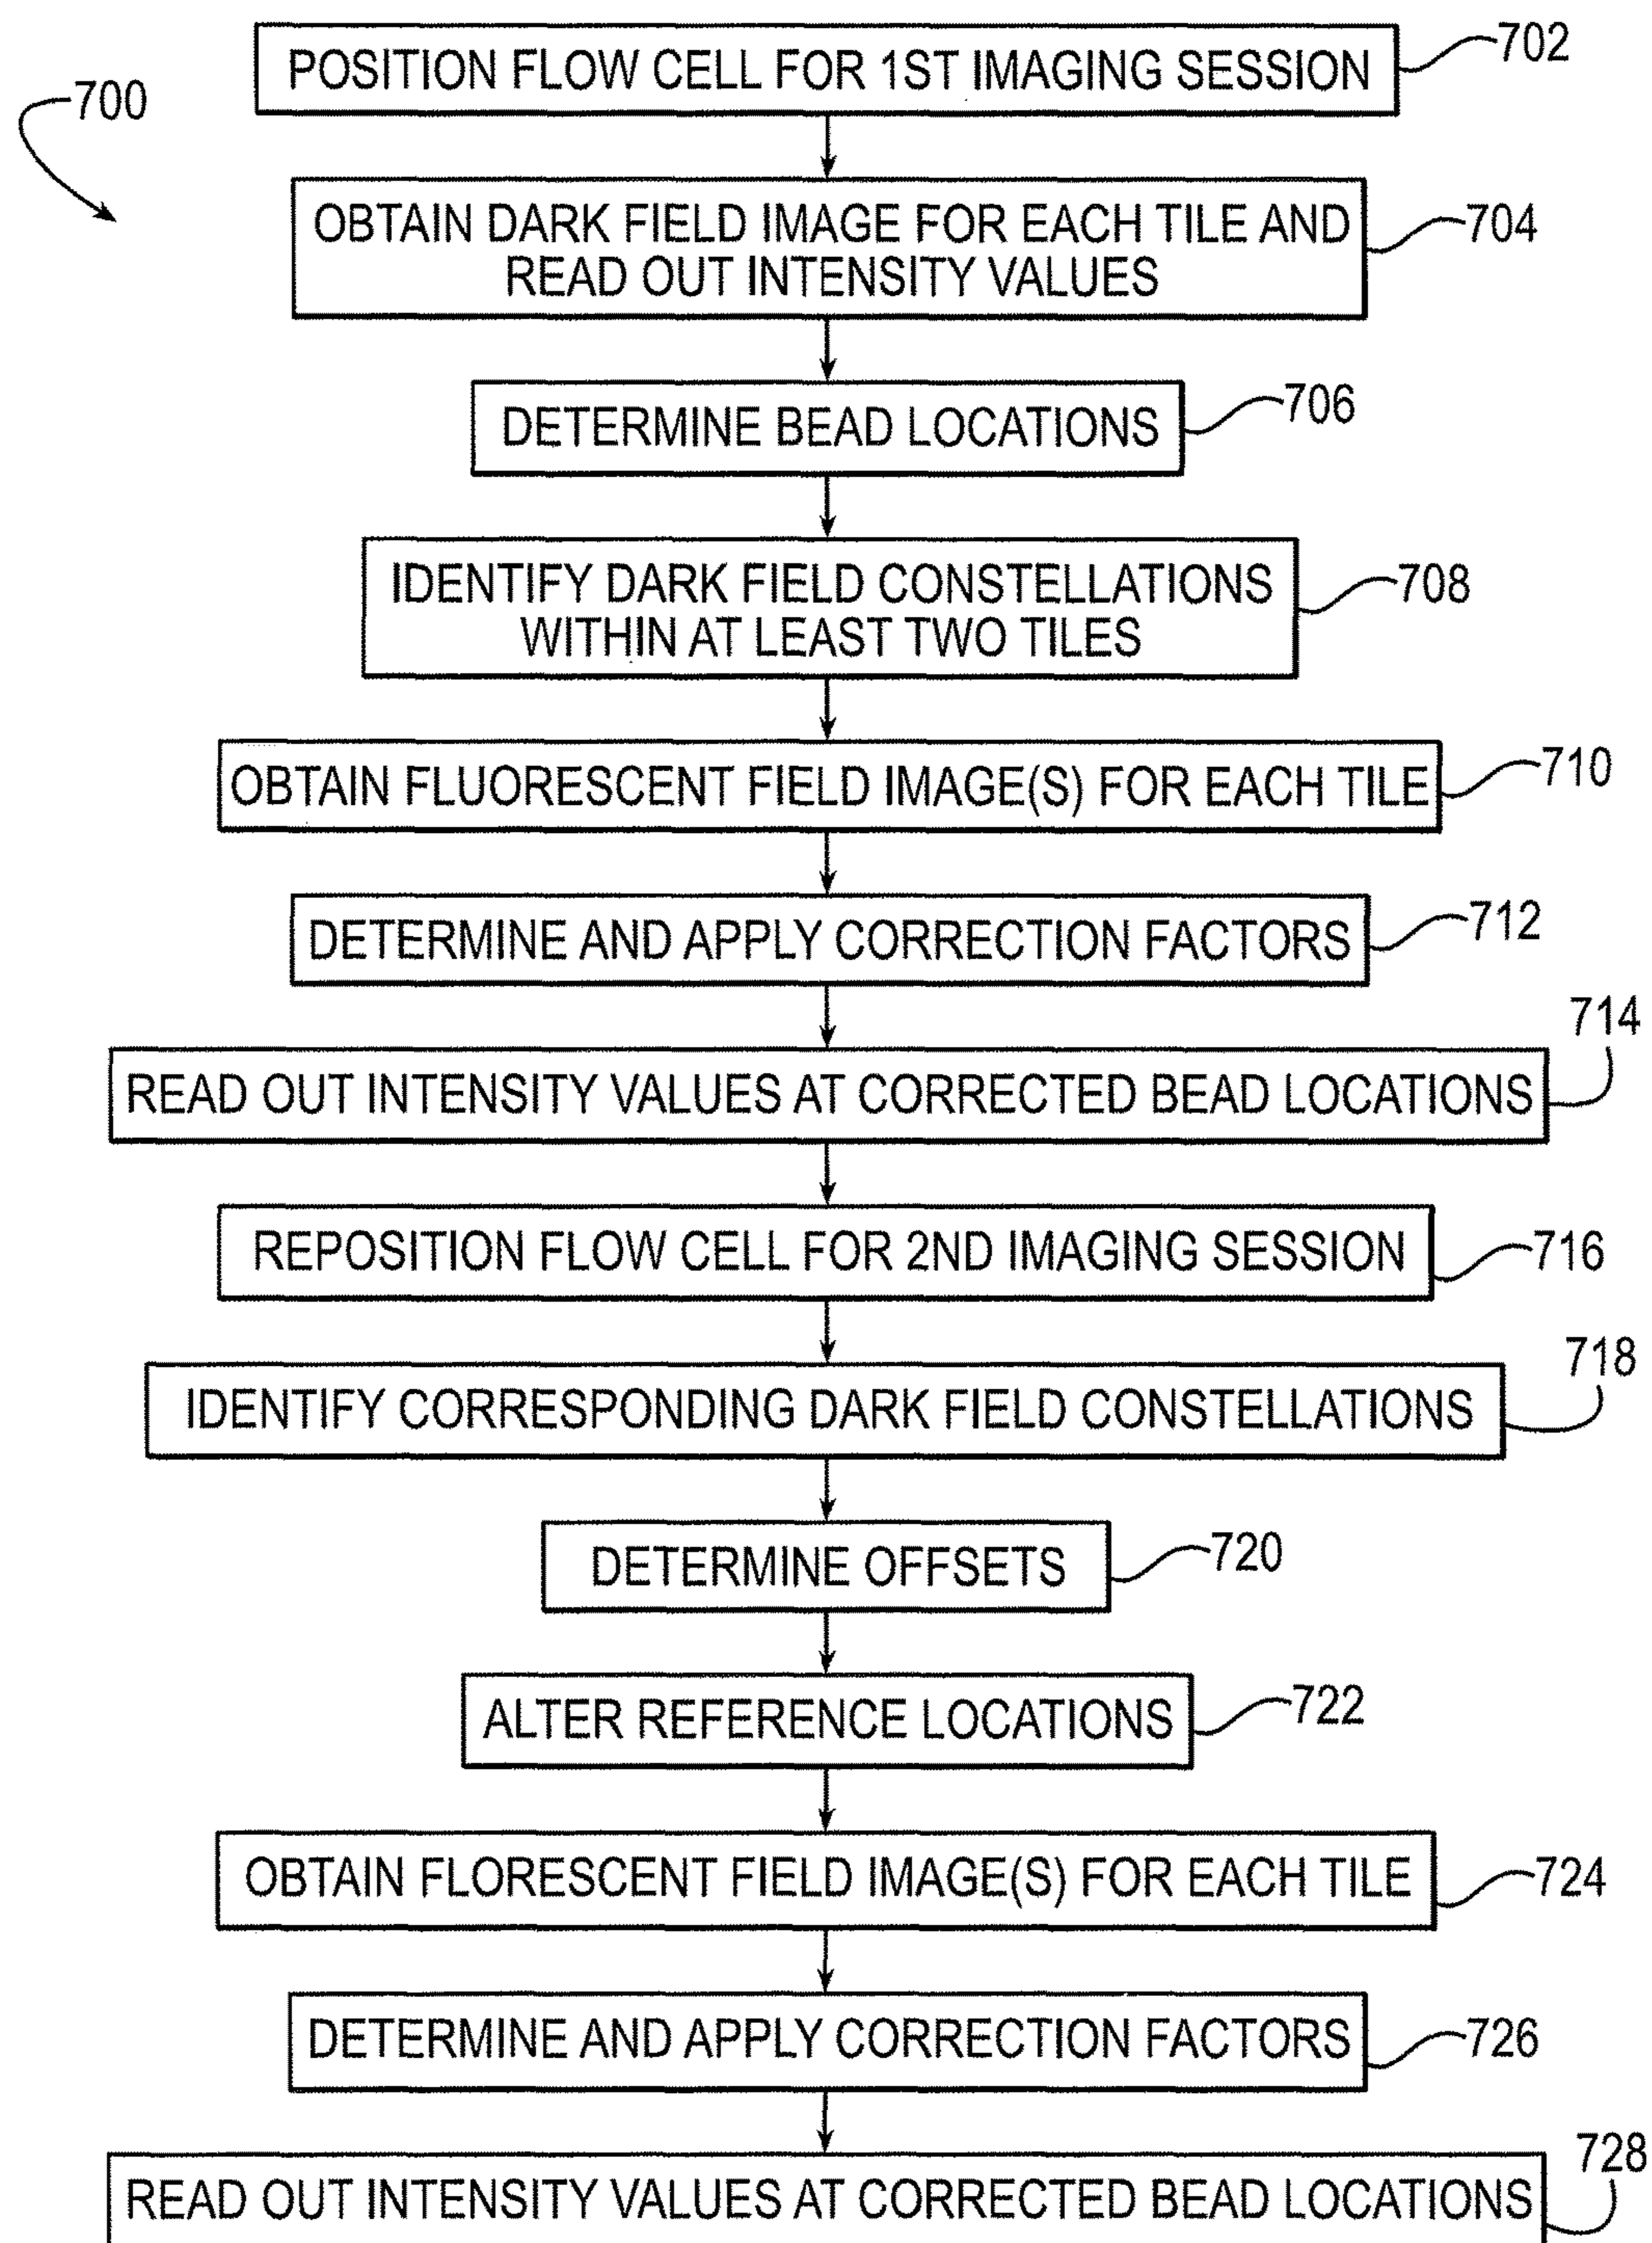 700
POSITION FLOW CELL FOR 1ST IMAGING SESSION
702
OBTAIN DARK FIELD IMAGE FOR EACH TILE AND
READ OUT INTENSITY VALUES
704
DETERMINE BEAD LOCATIONS
706
IDENTIFY DARK FIELD CONSTELLATIONS
WITHIN AT LEAST TWO TILES
708
OBTAIN FLUORESCENT FIELD IMAGE(S) FOR EACH TILE
710
DETERMINE AND APPLY CORRECTION FACTORS
712
READ OUT INTENSITY VALUES AT CORRECTED BEAD LOCATIONS
714
REPOSITION FLOW CELL FOR 2ND IMAGING SESSION
716
IDENTIFY CORRESPONDING DARK FIELD CONSTELLATIONS
718
DETERMINE OFFSETS
720
ALTER REFERENCE LOCATIONS
722
OBTAIN FLORESCENT FIELD IMAGE(S) FOR EACH TILE
724
DETERMINE AND APPLY CORRECTION FACTORS
726
READ OUT INTENSITY VALUES AT CORRECTED BEAD LOCATIONS
728